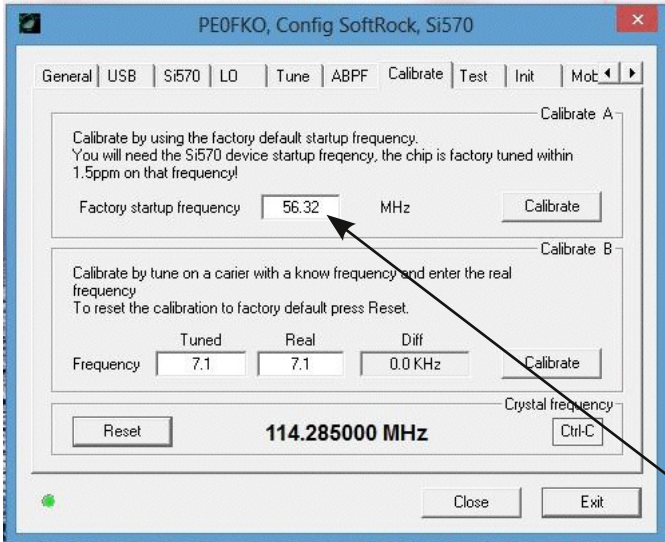 PE0FKO, Config SoftRock, Si570
General USB Si570 LO Tune ABPF Calibrate Test Init
Calibrate A
Calibrate by using the factory default startup frequency.
You will need the Si570 device startup freqency, the chip is factory tuned within
1.5ppm on that frequency!
Factory startup frequency 56.32 MHz Calibrate
Calibrate B
Calibrate by tune on a carier with a know frequency and enter the real
frequency
To reset the calibration to factory default press Reset.
Tuned Real Diff
Frequency 7.1 7.1 0.0 KHz Calibrate
Crystal frequency
Reset 114.285000 MHz Ctrl-C
Close Exit